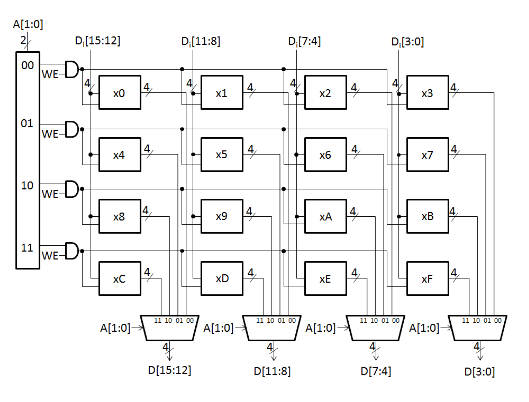 A[1:0]
2
Di[15:12] Di[11:8] Di[7:4] Di[3:0]
00
WE
4 4 4 4
x0 4 x1 4 x2 4 x3 4
01
WE
x4 4 x5 4 x6 4 x7 4
10
WE
x8 4 x9 4 xA 4 xB 4
11
WE
xC 4 xD 4 xE 4 xF 4
11 10 01 00 11 10 01 00 11 10 01 00 11 10 01 00
A[1:0] A[1:0] A[1:0] A[1:0]
4 4 4 4
D[15:12] D[11:8] D[7:4] D[3:0]